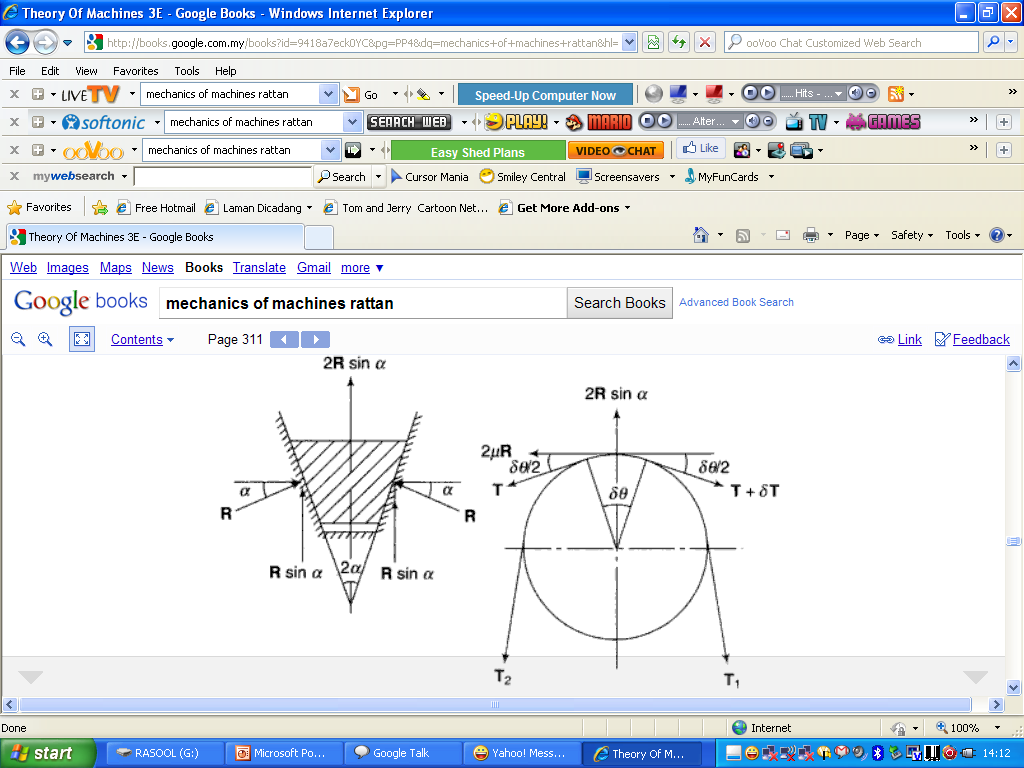 Theory Of Machines 3E - Google Books - Windows Internet Explorer
http://books.google.com.my/books?id=9418a7eck0YC&pg=PP4&dq=mechanics+of+machines+rattan&hl=
ooVoo Chat Customized Web Search
File Edit View Favorites Tools Help
X LIVE TV mechanics of machines rattan Go Speed-Up Computer Now ..... Hits - ... »
X softonic mechanics of machines rattan SEARCH WEB PLAY! MARIO ..... Alter... TV GAMES »
X ooVoo mechanics of machines rattan Easy Shed Plans VIDEO CHAT Like »
X mywebsearch Search Cursor Mania Smiley Central Screensavers MyFunCards
Favorites Free Hotmail Laman Dicadang Tom and Jerry Cartoon Net... Get More Add-ons
Theory Of Machines 3E - Google Books Page Safety Tools »
Web Images Maps News Books Translate Gmail more ▼
Google books mechanics of machines rattan Search Books Advanced Book Search
Contents Page 311 Link Feedback
2R sin α
2R sin α
2μR
δθ/2 δθ/2
T δθ T + δT
α α
R R
R sin α 2α R sin α
T₂ T₁
Done Internet 100%
start RASOOL (G:) Microsoft Po... Google Talk Yahoo! Mess... Theory Of M... 14:12